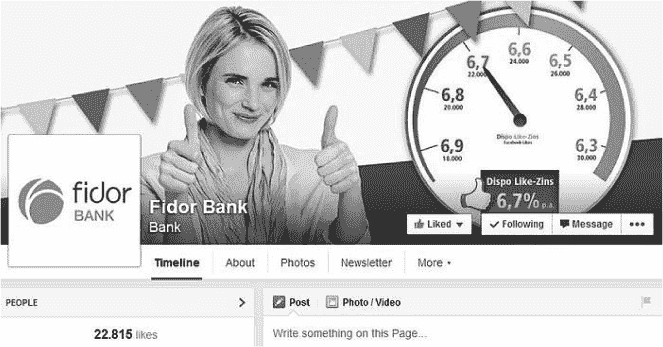 6,6
24.000
6,7
22.000
6,5
26.000
6,8
20.000
6,4
28.000
6,9
18.000
6,3
30.000
Dispo Like-Zins
Facebook Likes
Dispo Like-Zins
6,7% p.a.
fidor
BANK
Fidor Bank
Bank
Liked
Following
Message
Timeline
About
Photos
Newsletter
More
PEOPLE
22.815 likes
Post
Photo / Video
Write something on this Page...